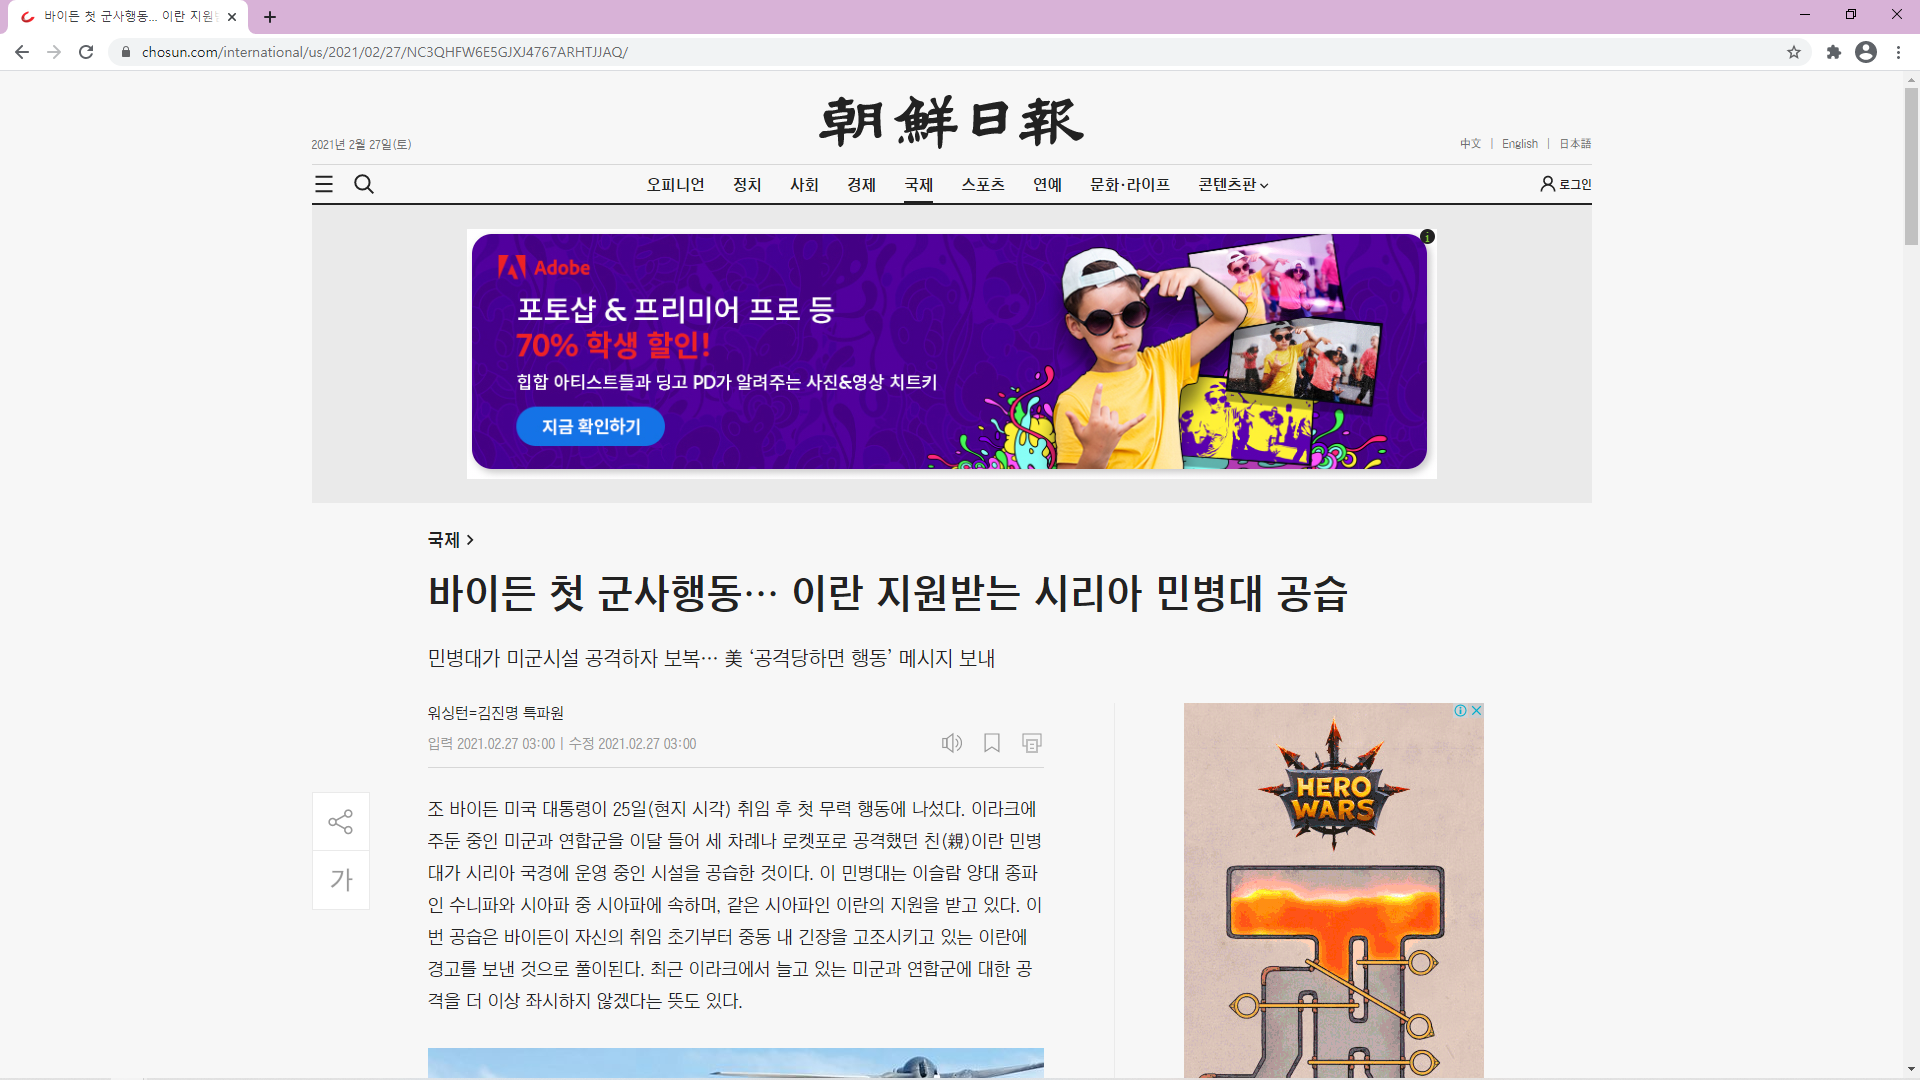 바이든 첫 군사행동... 이란 지원
chosun.com/international/us/2021/02/27/NC3QHFW6E5GJXJ4767ARHTJJAQ/
朝鮮日報
2021년 2월 27일(토)
中文 | English | 日本語
오피니언 정치 사회 경제 국제 스포츠 연예 문화·라이프 콘텐츠판
로그인
Adobe
포토샵 & 프리미어 프로 등
70% 학생 할인!
힙합 아티스트들과 딩고 PD가 알려주는 사진&영상 치트키
지금 확인하기
국제 >
바이든 첫 군사행동… 이란 지원받는 시리아 민병대 공습
민병대가 미군시설 공격하자 보복… 美 ‘공격당하면 행동’ 메시지 보내
워싱턴=김진명 특파원
입력 2021.02.27 03:00 | 수정 2021.02.27 03:00
가
조 바이든 미국 대통령이 25일(현지 시각) 취임 후 첫 무력 행동에 나섰다. 이라크에
주둔 중인 미군과 연합군을 이달 들어 세 차례나 로켓포로 공격했던 친(親)이란 민병
대가 시리아 국경에 운영 중인 시설을 공습한 것이다. 이 민병대는 이슬람 양대 종파
인 수니파와 시아파 중 시아파에 속하며, 같은 시아파인 이란의 지원을 받고 있다. 이
번 공습은 바이든이 자신의 취임 초기부터 중동 내 긴장을 고조시키고 있는 이란에
경고를 보낸 것으로 풀이된다. 최근 이라크에서 늘고 있는 미군과 연합군에 대한 공
격을 더 이상 좌시하지 않겠다는 뜻도 있다.
HERO
WARS